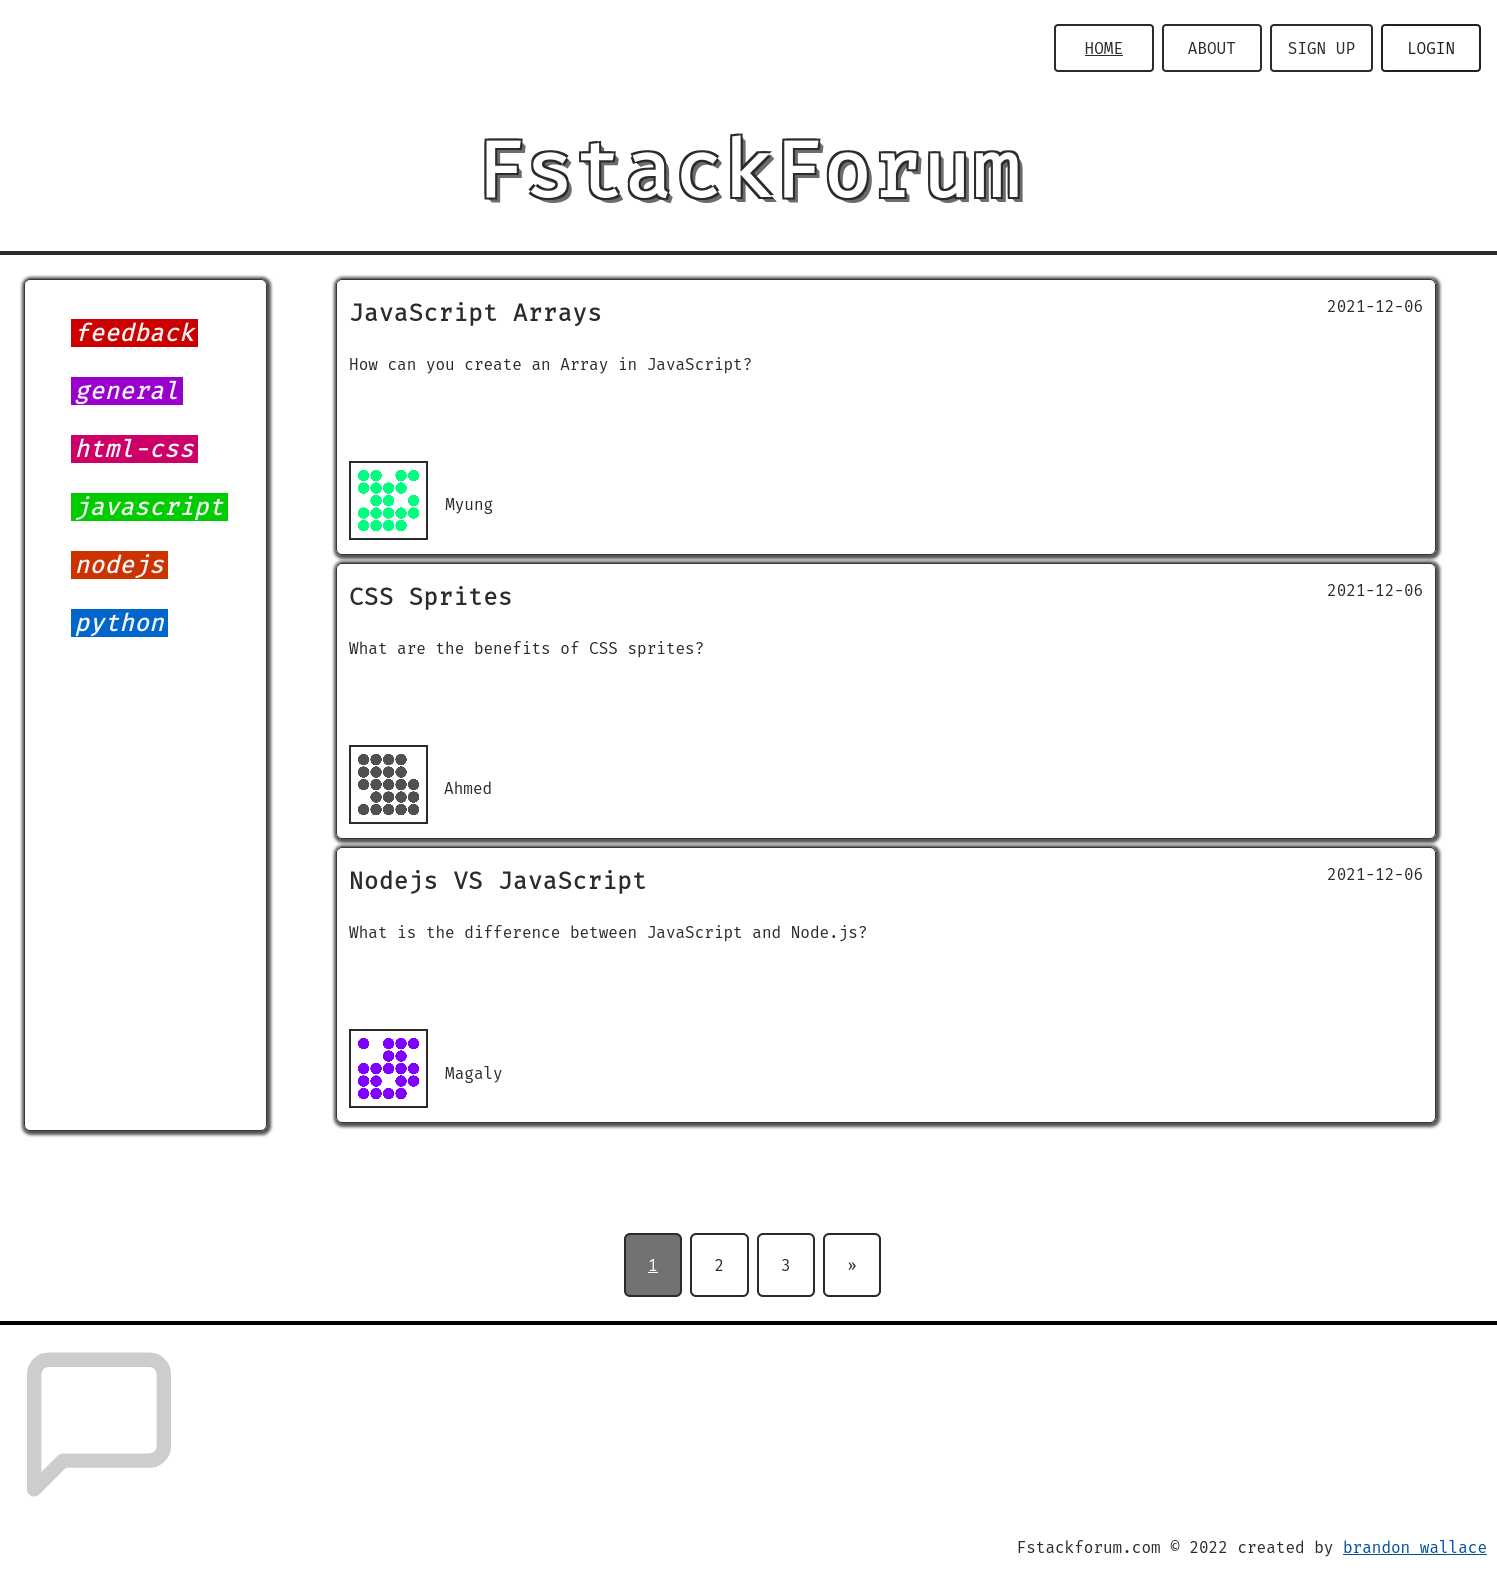 HOME ABOUT SIGN UP LOGIN
FstackForum
feedback
general
html-css
javascript
nodejs
python
JavaScript Arrays 2021-12-06
How can you create an Array in JavaScript?
Myung
CSS Sprites 2021-12-06
What are the benefits of CSS sprites?
Ahmed
Nodejs VS JavaScript 2021-12-06
What is the difference between JavaScript and Node.js?
Magaly
1 2 3 »
Fstackforum.com © 2022 created by brandon wallace